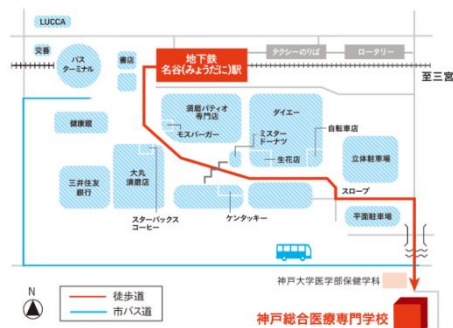 LUCCA
交番
バス
ターミナル
書店
地下鉄
名谷(みょうだに)駅
タクシーのりば
ロータリー
至三宮
須磨パティオ
専門店
モスバーガー
ダイエー
ミスター
ドーナツ
自転車店
生花店
立体駐車場
健康館
三井住友
銀行
大丸
須磨店
スターバックス
コーヒー
ケンタッキー
スロープ
平面駐車場
神戸大学医学部保健学科
神戸総合医療専門学校
N
徒歩道
市バス道